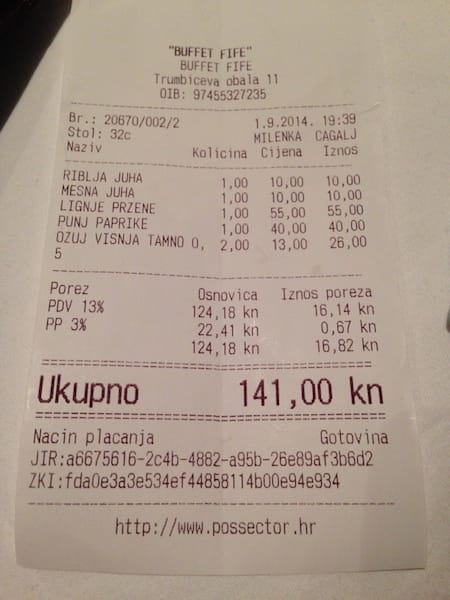 "BUFFET FIFE"
BUFFET FIFE
Trumbiceva obala 11
OIB: 97455327235
Br.: 20670/002/2 1.9.2014. 19:39
Stol: 32c MILENKA CAGALJ
Naziv Kolicina Cijena Iznos
RIBLJA JUHA 1,00 10,00 10,00
MESNA JUHA 1,00 10,00 10,00
LIGNJE PRZENE 1,00 55,00 55,00
PUNJ PAPRIKE 1,00 40,00 40,00
OZUJ VISNJA TAMNO 0, 2,00 13,00 26,00
5
Porez Osnovica Iznos poreza
PDV 13% 124,18 kn 16,14 kn
PP 3% 22,41 kn 0,67 kn
124,18 kn 16,82 kn
Ukupno 141,00 kn
Nacin placanja Gotovina
JIR:a6675616-2c4b-4882-a95b-26e89af3b6d2
ZKI:fda0e3a3e534ef44858114b00e94e934
http://www.possector.hr